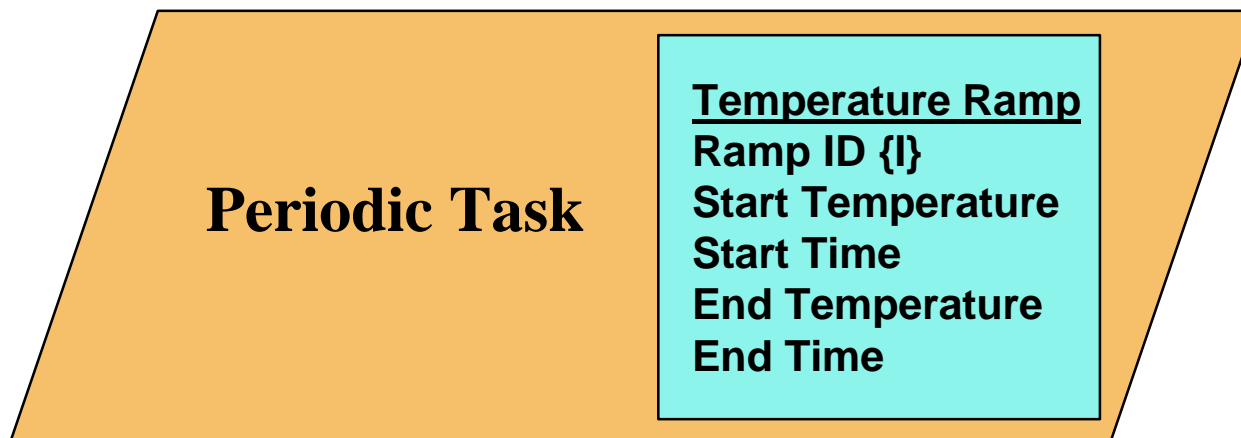 Periodic Task
Temperature Ramp
Ramp ID {I}
Start Temperature
Start Time
End Temperature
End Time